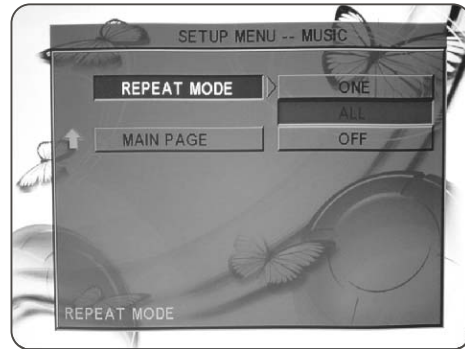 SETUP MENU -- MUSIC
REPEAT MODE
ONE
ALL
MAIN PAGE
OFF
REPEAT MODE